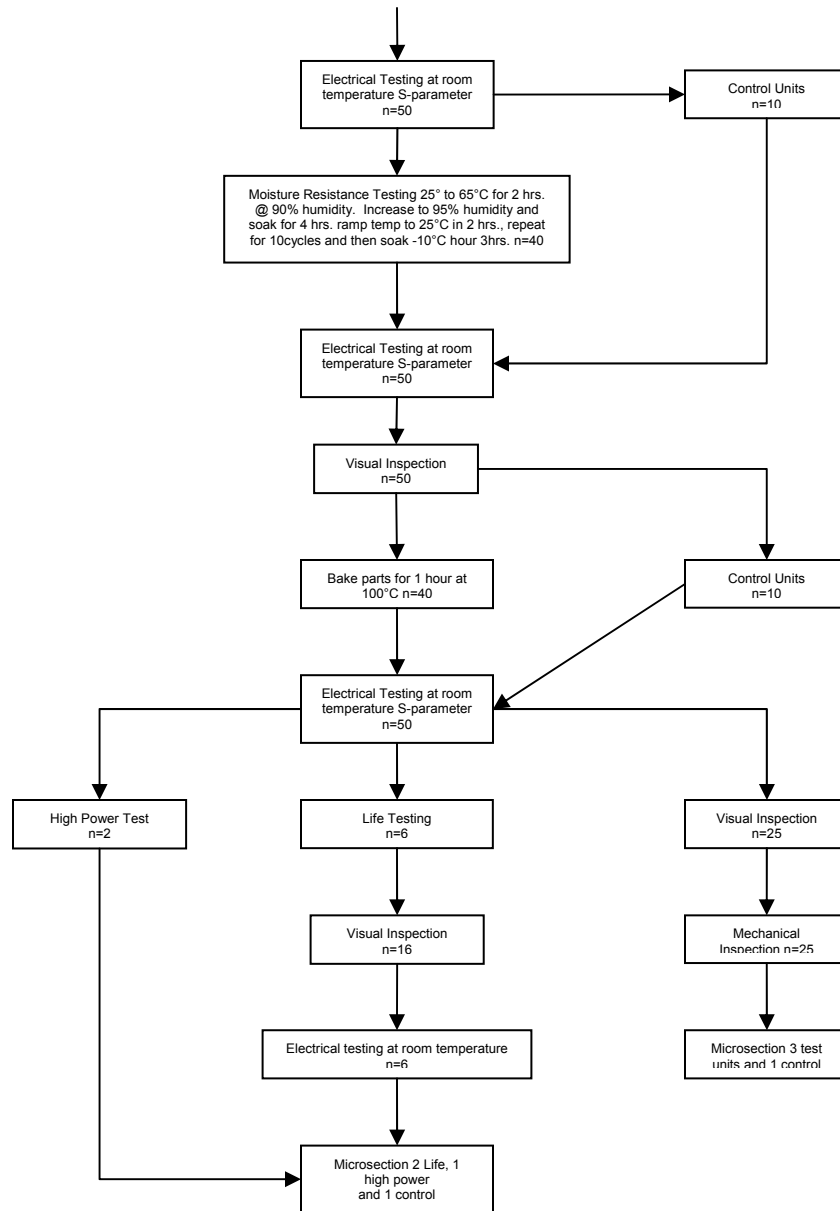 Electrical Testing at room
temperature S-parameter
n=50
Control Units
n=10
Moisture Resistance Testing 25° to 65°C for 2 hrs.
@ 90% humidity. Increase to 95% humidity and
soak for 4 hrs. ramp temp to 25°C in 2 hrs., repeat
for 10cycles and then soak -10°C hour 3hrs. n=40
Electrical Testing at room
temperature S-parameter
n=50
Visual Inspection
n=50
Bake parts for 1 hour at
100°C n=40
Control Units
n=10
Electrical Testing at room
temperature S-parameter
n=50
High Power Test
n=2
Life Testing
n=6
Visual Inspection
n=25
Visual Inspection
n=16
Mechanical
Inspection n=25
Electrical testing at room temperature
n=6
Microsection 3 test
units and 1 control
Microsection 2 Life, 1
high power
and 1 control